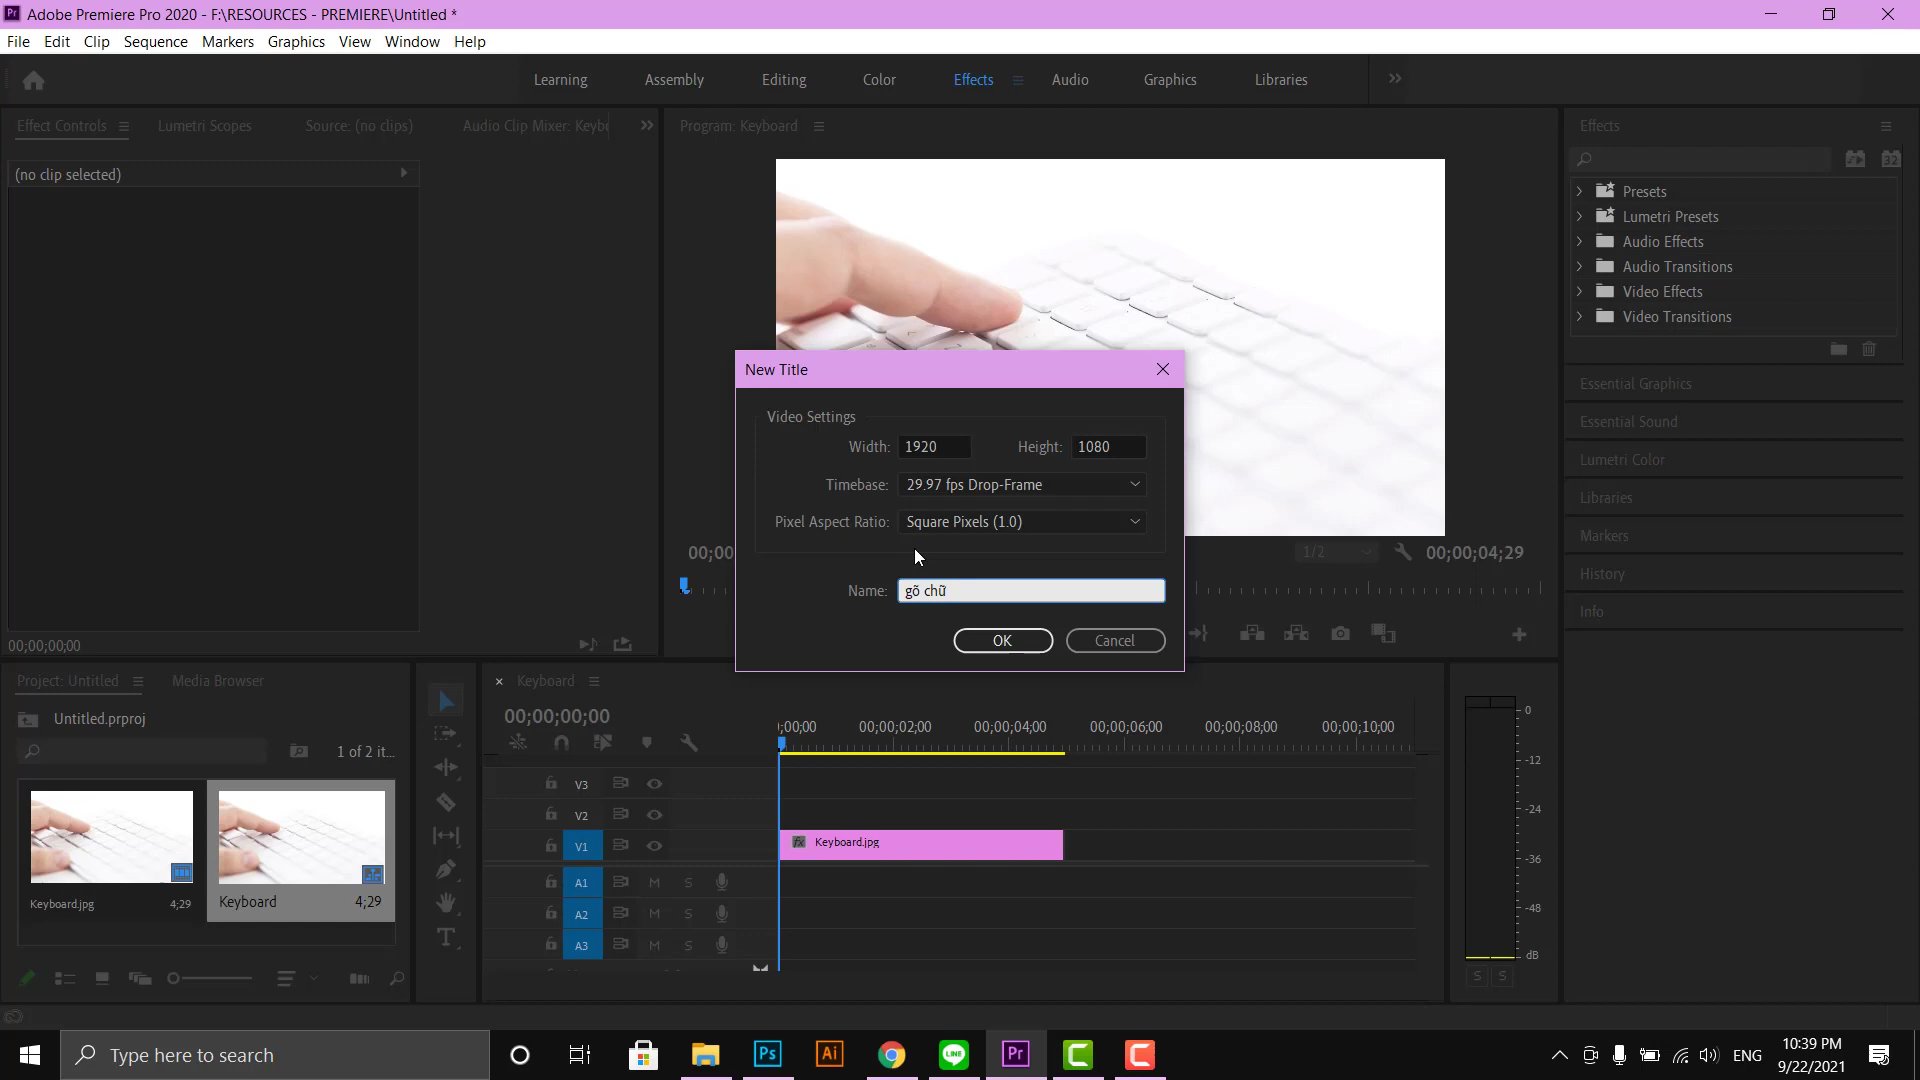 Adobe Premiere Pro 2020 - F:\RESOURCES - PREMIERE\Untitled *
File Edit Clip Sequence Markers Graphics View Window Help
Learning Assembly Editing Color Effects Audio Graphics Libraries
Effect Controls Lumetri Scopes Source: (no clips) Audio Clip Mixer: Keyb
Program: Keyboard
Effects
(no clip selected)
Presets
Lumetri Presets
Audio Effects
Audio Transitions
Video Effects
Video Transitions
Essential Graphics
Essential Sound
Lumetri Color
Libraries
Markers
History
Info
New Title
Video Settings
Width: 1920 Height: 1080
Timebase: 29.97 fps Drop-Frame
Pixel Aspect Ratio: Square Pixels (1.0)
Name: gõ chữ
OK Cancel
00;00 1/2 00;00;04;29
00;00;00;00
Project: Untitled Media Browser
Untitled.prproj
1 of 2 it...
Keyboard.jpg 4;29
Keyboard 4;29
Keyboard
00;00;00;00
;00;00 00;00;02;00 00;00;04;00 00;00;06;00 00;00;08;00 00;00;10;00
V3
V2
V1 Keyboard.jpg
A1 M S
A2 M S
A3 M S
0
-12
-24
-36
-48
dB
S S
Type here to search
Ps Ai LINE Pr C C
ENG
10:39 PM
9/22/2021